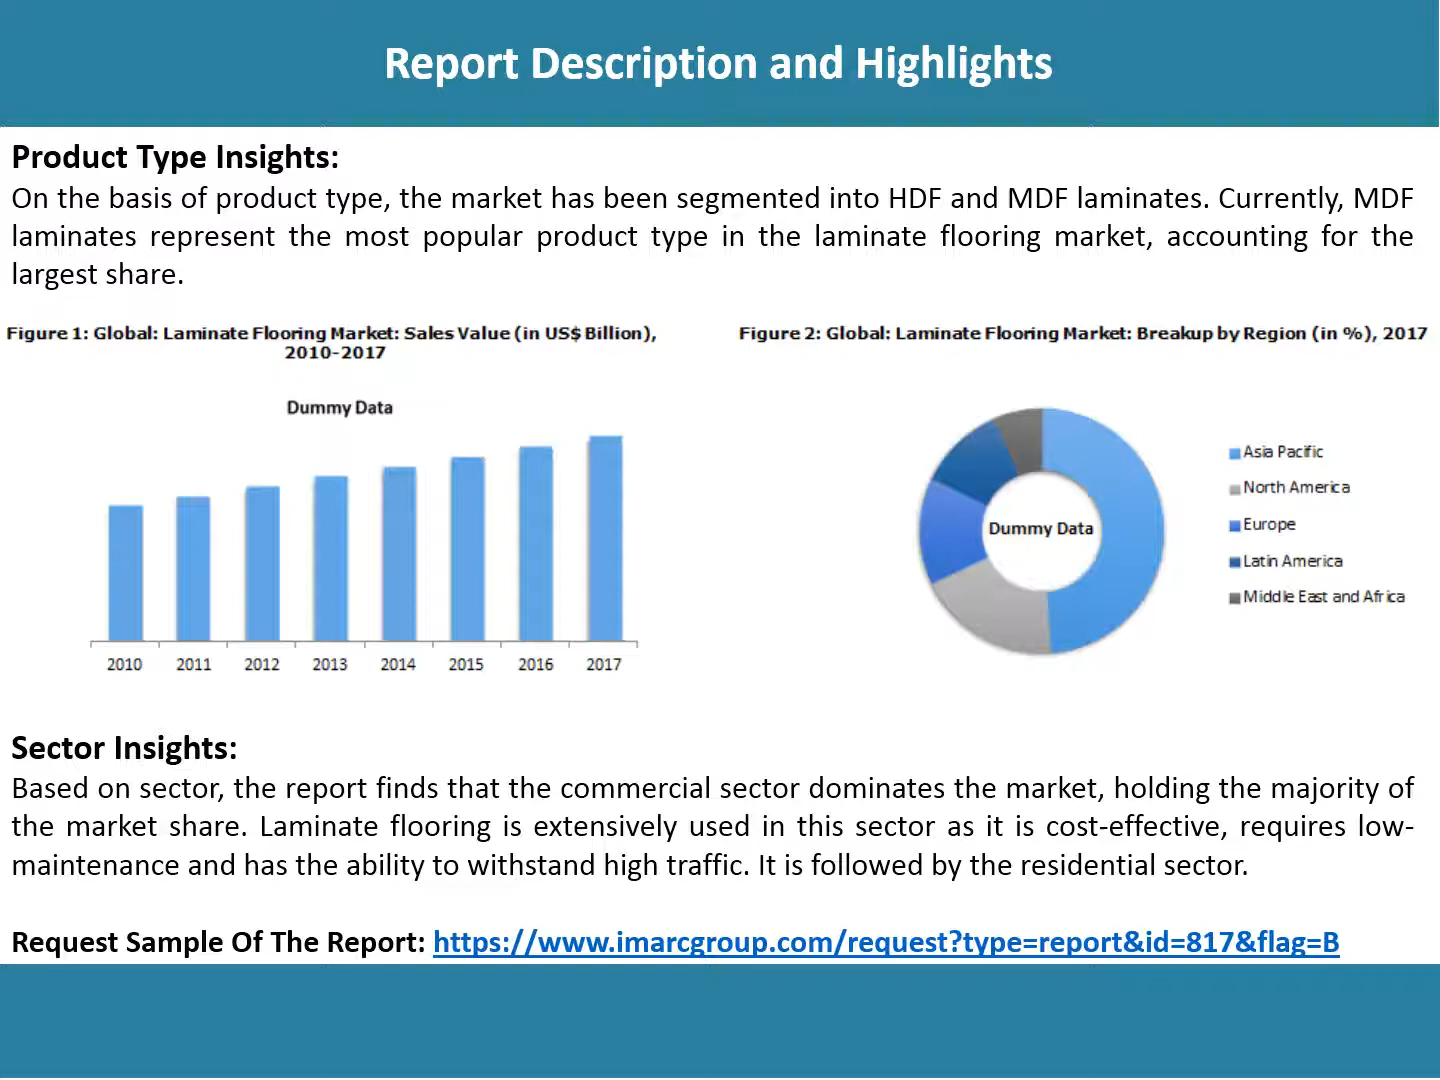 Report Description and Highlights
Product Type Insights:
On the basis of product type, the market has been segmented into HDF and MDF laminates. Currently, MDF
laminates represent the most popular product type in the laminate flooring market, accounting for the
largest share.
Figure 1: Global: Laminate Flooring Market: Sales Value (in US$ Billion),
2010-2017
Dummy Data
2010 2011 2012 2013 2014 2015 2016 2017
Figure 2: Global: Laminate Flooring Market: Breakup by Region (in %), 2017
Dummy Data
Asia Pacific
North America
Europe
Latin America
Middle East and Africa
Sector Insights:
Based on sector, the report finds that the commercial sector dominates the market, holding the majority of
the market share. Laminate flooring is extensively used in this sector as it is cost-effective, requires low-
maintenance and has the ability to withstand high traffic. It is followed by the residential sector.
Request Sample Of The Report: https://www.imarcgroup.com/request?type=report&id=817&flag=B